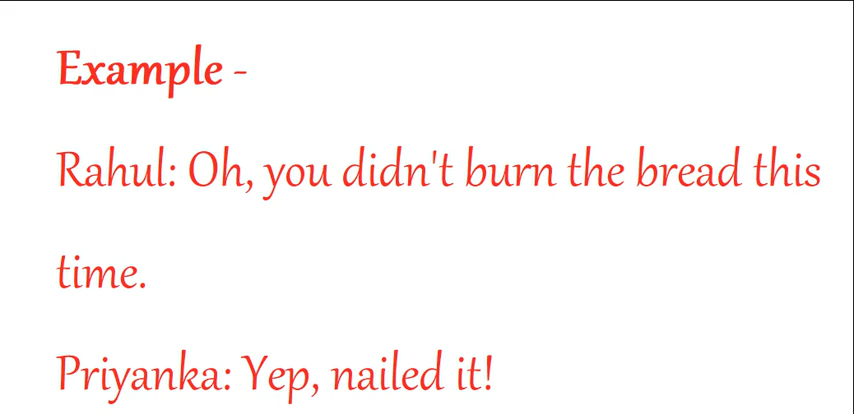 Example -
Rahul: Oh, you didn't burn the bread this
time.
Priyanka: Yep, nailed it!